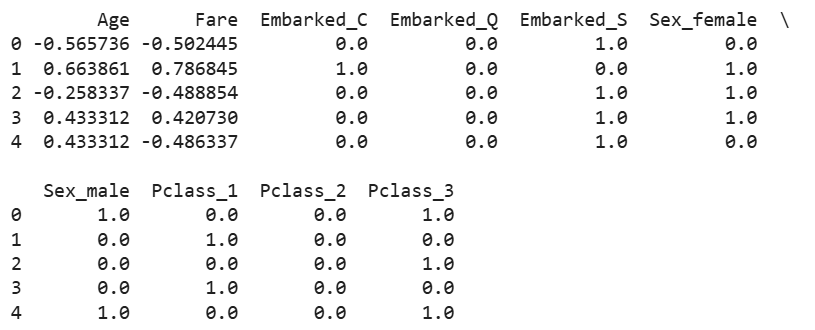 Age      Fare  Embarked_C  Embarked_Q  Embarked_S  Sex_female  \
0 -0.565736 -0.502445         0.0         0.0         1.0         0.0
1  0.663861  0.786845         1.0         0.0         0.0         1.0
2 -0.258337 -0.488854         0.0         0.0         1.0         1.0
3  0.433312  0.420730         0.0         0.0         1.0         1.0
4  0.433312 -0.486337         0.0         0.0         1.0         0.0
   Sex_male  Pclass_1  Pclass_2  Pclass_3
0       1.0       0.0       0.0       1.0
1       0.0       1.0       0.0       0.0
2       0.0       0.0       0.0       1.0
3       0.0       1.0       0.0       0.0
4       1.0       0.0       0.0       1.0